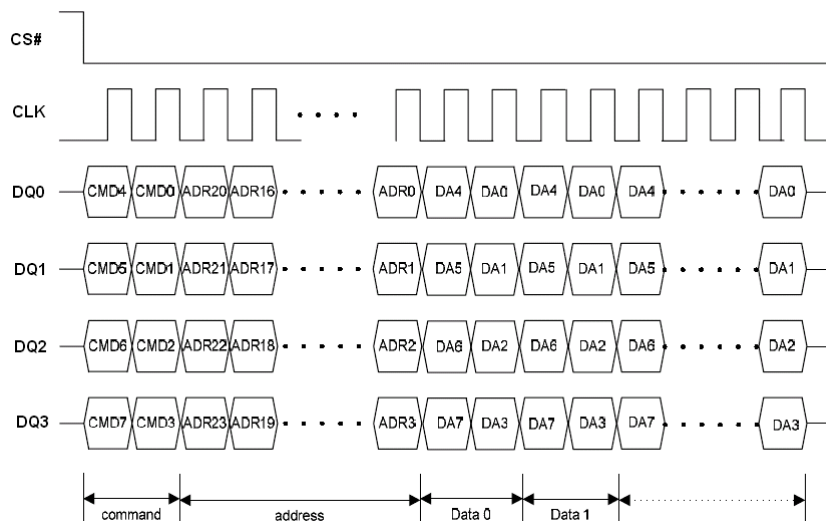 CS#
CLK
DQ0 CMD4 CMD0 ADR20 ADR16 ADR0 DA4 DA0 DA4 DA0 DA4 DA0
DQ1 CMD5 CMD1 ADR21 ADR17 ADR1 DA5 DA1 DA5 DA1 DA5 DA1
DQ2 CMD6 CMD2 ADR22 ADR18 ADR2 DA6 DA2 DA6 DA2 DA6 DA2
DQ3 CMD7 CMD3 ADR23 ADR19 ADR3 DA7 DA3 DA7 DA3 DA7 DA3
command address Data 0 Data 1